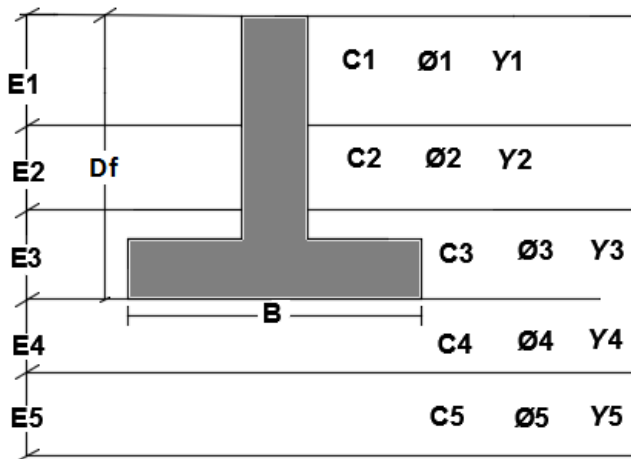 E1 C1 Ø1 Y1
E2 Df C2 Ø2 Y2
E3 C3 Ø3 Y3
B
E4 C4 Ø4 Y4
E5 C5 Ø5 Y5